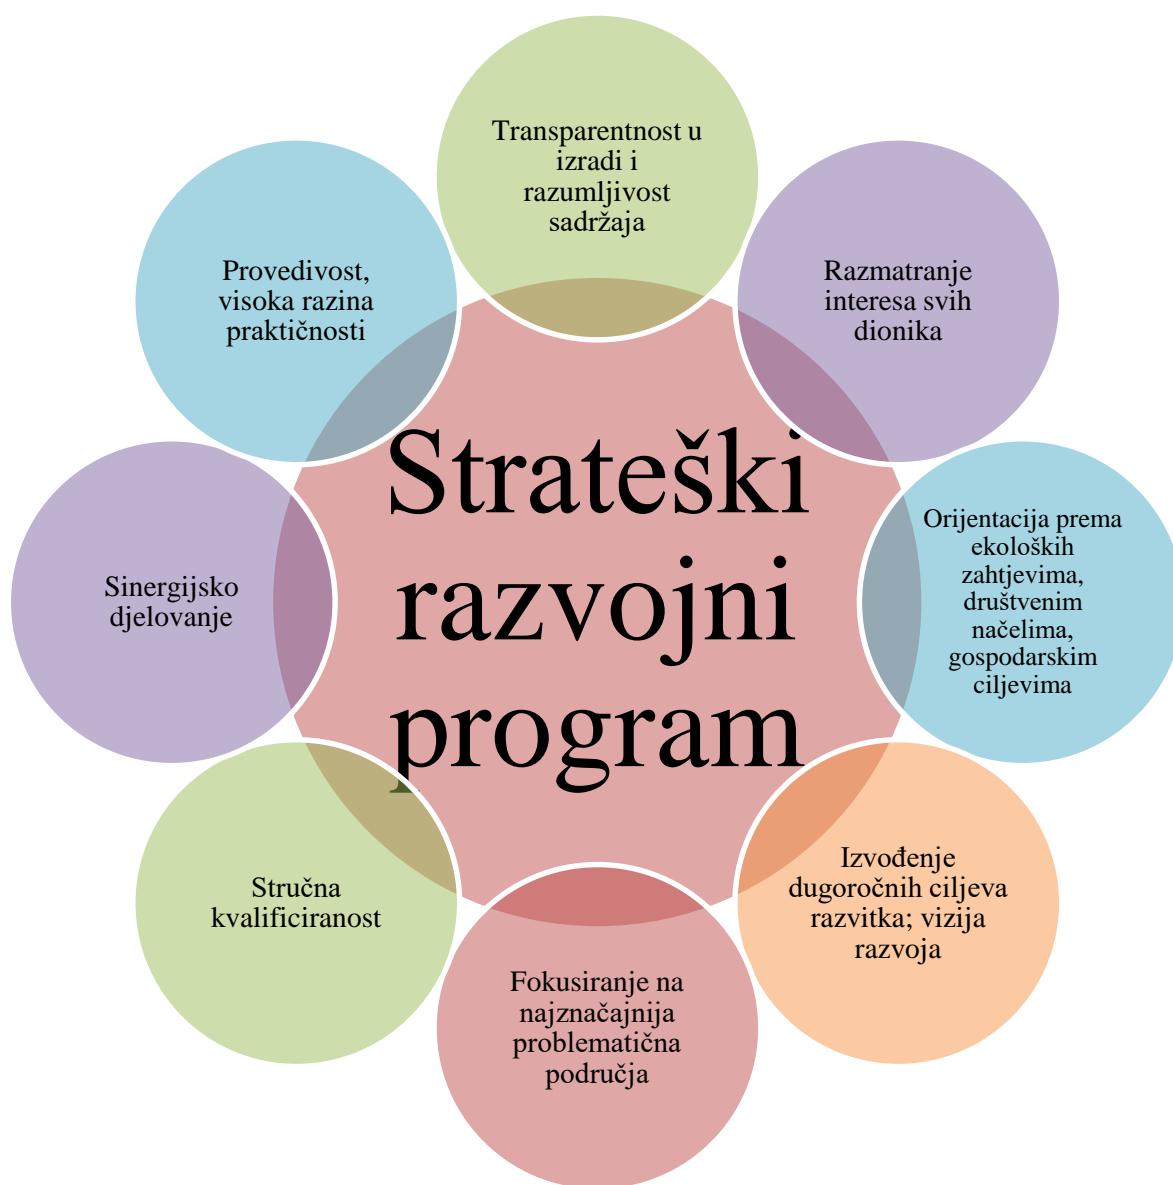 Transparentnost u
izradi i
razumljivost
sadržaja
Razmatranje
interesa svih
dionika
Orijentacija prema
ekoloških
zahtjevima,
društvenim
načelima,
gospodarskim
ciljevima
Izvođenje
dugoročnih ciljeva
razvitka; vizija
razvoja
Fokusiranje na
najznačajnija
problematična
područja
Stručna
kvalificiranost
Sinergijsko
djelovanje
Provedivost,
visoka razina
praktičnosti
Strateški
razvojni
program